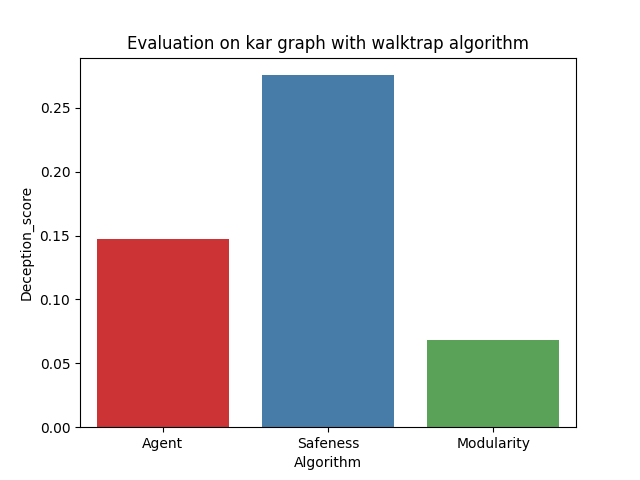 Evaluation on kar graph with walktrap algorithm
Deception_score
0.25
0.20
0.15
0.10
0.05
0.00
Agent Safeness Modularity
Algorithm